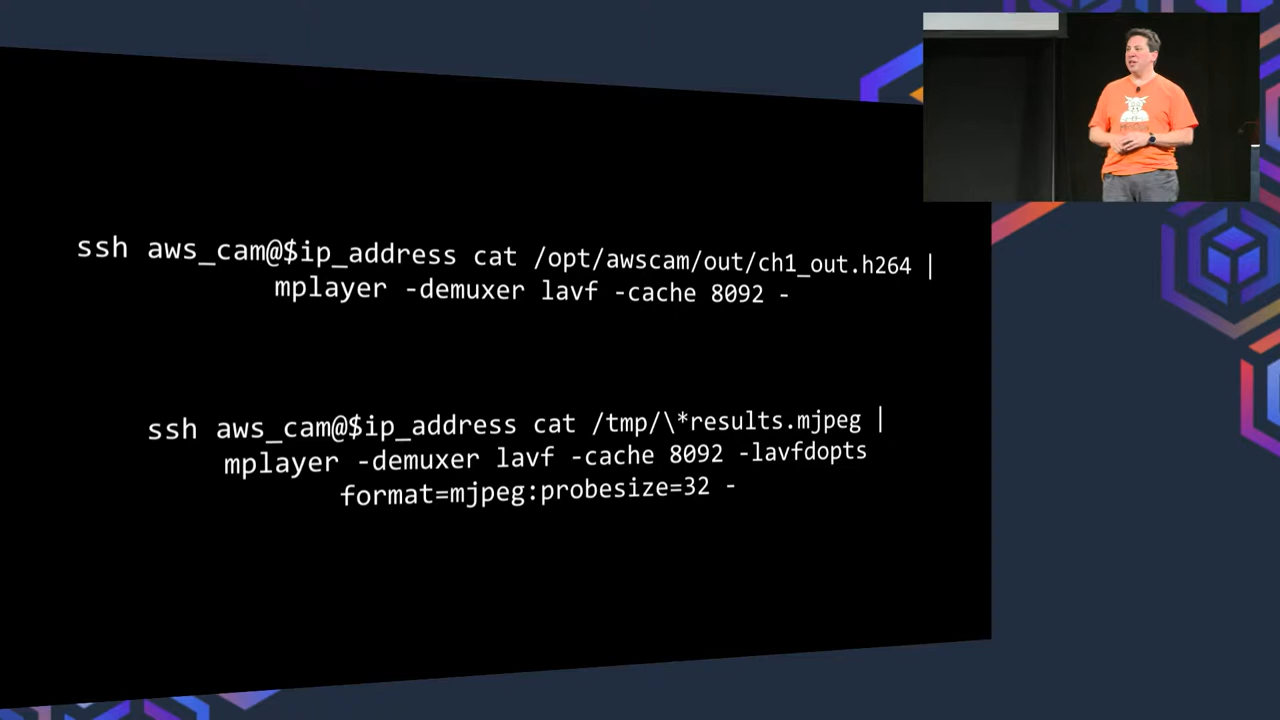 ssh aws_cam@$ip_address cat /opt/awscam/out/ch1_out.h264 |
mplayer -demuxer lavf -cache 8092 -
ssh aws_cam@$ip_address cat /tmp/\*results.mjpeg |
mplayer -demuxer lavf -cache 8092 -lavfdopts
format=mjpeg:probesize=32 -